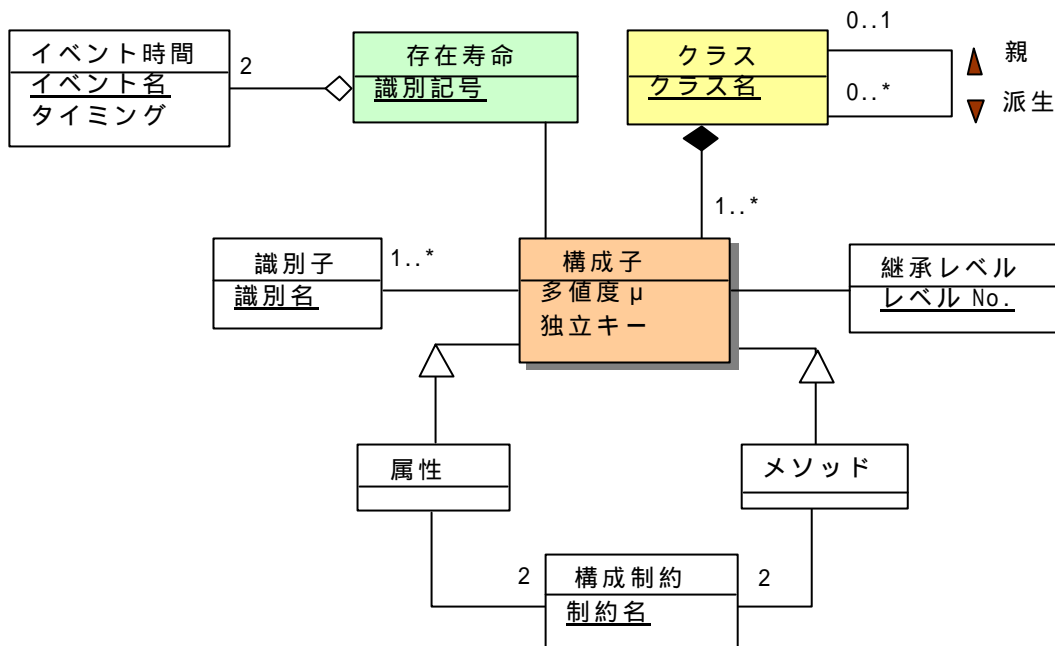 0..1
イベント時間
イベント名
タイミング
2
存在寿命
識別記号
クラス
クラス名
0..*
親
派生
1..*
識別子
識別名
1..*
構成子
多値度 μ
独立キー
継承レベル
レベル No.
属性
メソッド
2
構成制約
制約名
2